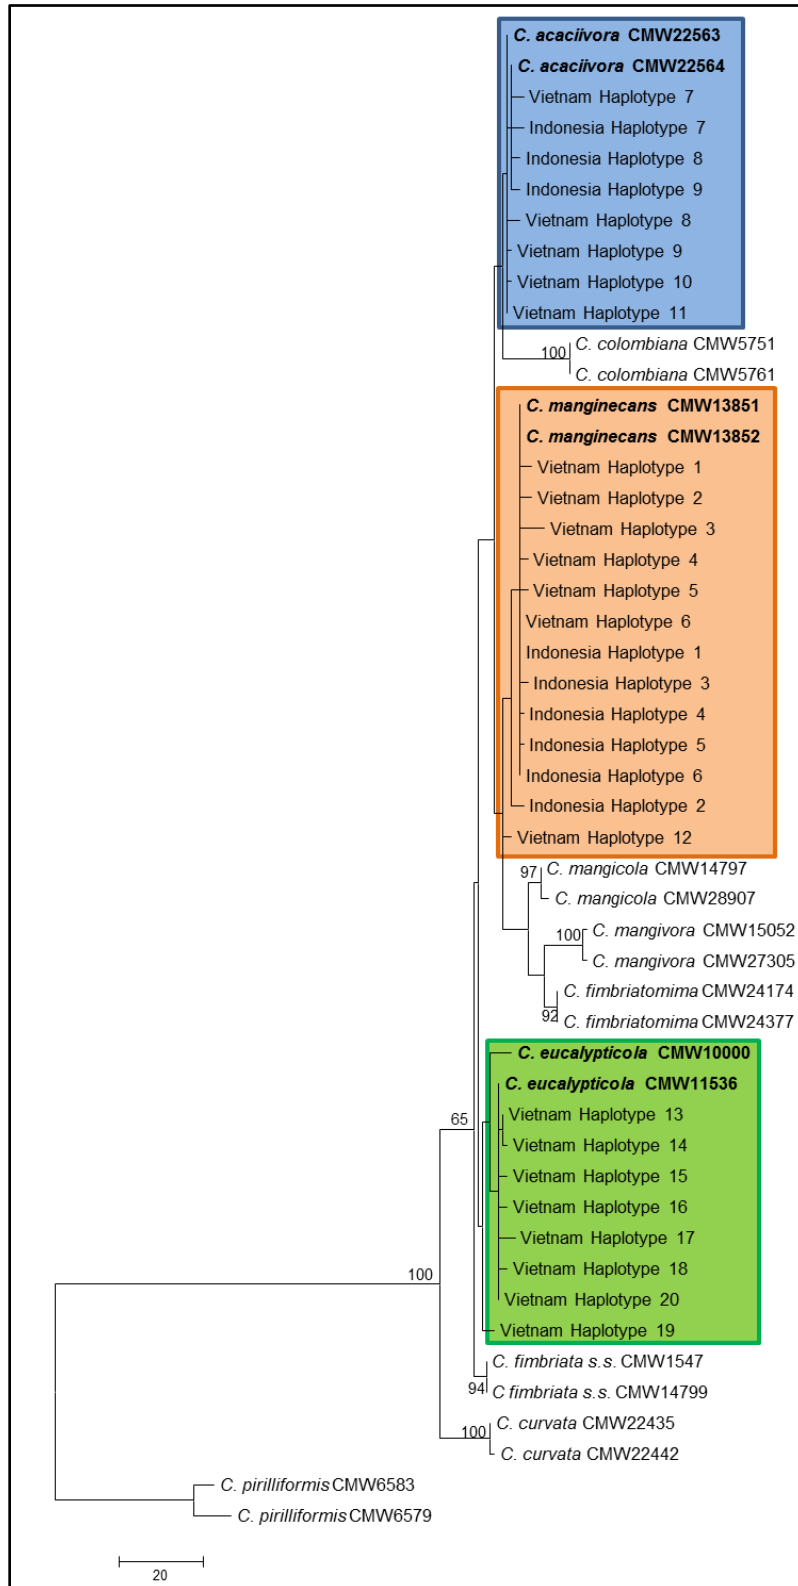 C. acaciivora CMW22563
C. acaciivora CMW22564
Vietnam Haplotype 7
Indonesia Haplotype 7
Indonesia Haplotype 8
Indonesia Haplotype 9
Vietnam Haplotype 8
Vietnam Haplotype 9
Vietnam Haplotype 10
Vietnam Haplotype 11
C. colombiana CMW5751
100
C. colombiana CMW5761
C. manginecans CMW13851
C. manginecans CMW13852
Vietnam Haplotype 1
Vietnam Haplotype 2
Vietnam Haplotype 3
Vietnam Haplotype 4
Vietnam Haplotype 5
Vietnam Haplotype 6
Indonesia Haplotype 1
Indonesia Haplotype 3
Indonesia Haplotype 4
Indonesia Haplotype 5
Indonesia Haplotype 6
Indonesia Haplotype 2
Vietnam Haplotype 12
97 C. mangicola CMW14797
C. mangicola CMW28907
C. mangivora CMW15052
100
C. mangivora CMW27305
C. fimbriatomima CMW24174
92 C. fimbriatomima CMW24377
C. eucalypticola CMW10000
C. eucalypticola CMW11536
Vietnam Haplotype 13
65
Vietnam Haplotype 14
Vietnam Haplotype 15
Vietnam Haplotype 16
Vietnam Haplotype 17
Vietnam Haplotype 18
100
Vietnam Haplotype 20
Vietnam Haplotype 19
C. fimbriata s.s. CMW1547
94 C fimbriata s.s. CMW14799
C. curvata CMW22435
100
C. curvata CMW22442
C. pirilliformis CMW6583
C. pirilliformis CMW6579
20